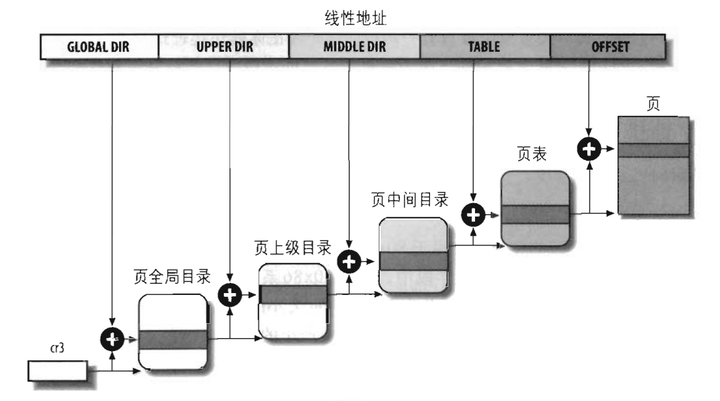 线性地址
GLOBAL DIR UPPER DIR MIDDLE DIR TABLE OFFSET
页
页表
页中间目录
页上级目录
页全局目录
cr3